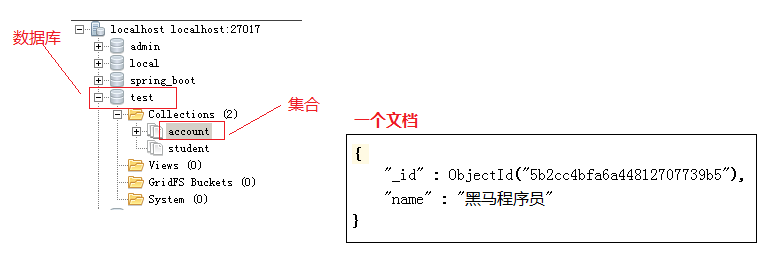 数据库
localhost localhost:27017
admin
local
spring_boot
test
Collections (2)
account
student
Views (0)
GridFS Buckets (0)
System (0)
集合
一个文档
{
"_id" : ObjectId("5b2cc4bfa6a44812707739b5"),
"name" : "黑马程序员"
}